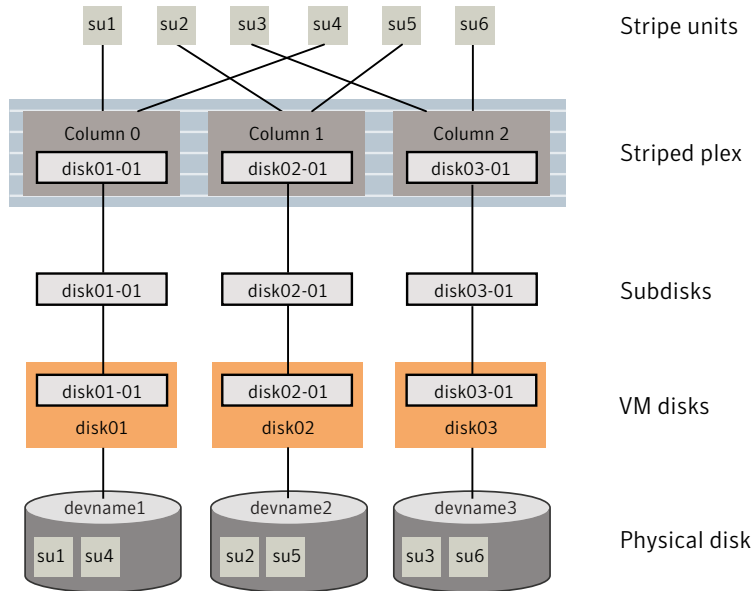 su1 su2 su3 su4 su5 su6 Stripe units
Column 0 Column 1 Column 2
disk01-01 disk02-01 disk03-01 Striped plex
disk01-01 disk02-01 disk03-01 Subdisks
disk01-01 disk02-01 disk03-01
disk01 disk02 disk03 VM disks
devname1 devname2 devname3
su1 su4 su2 su5 su3 su6 Physical disk